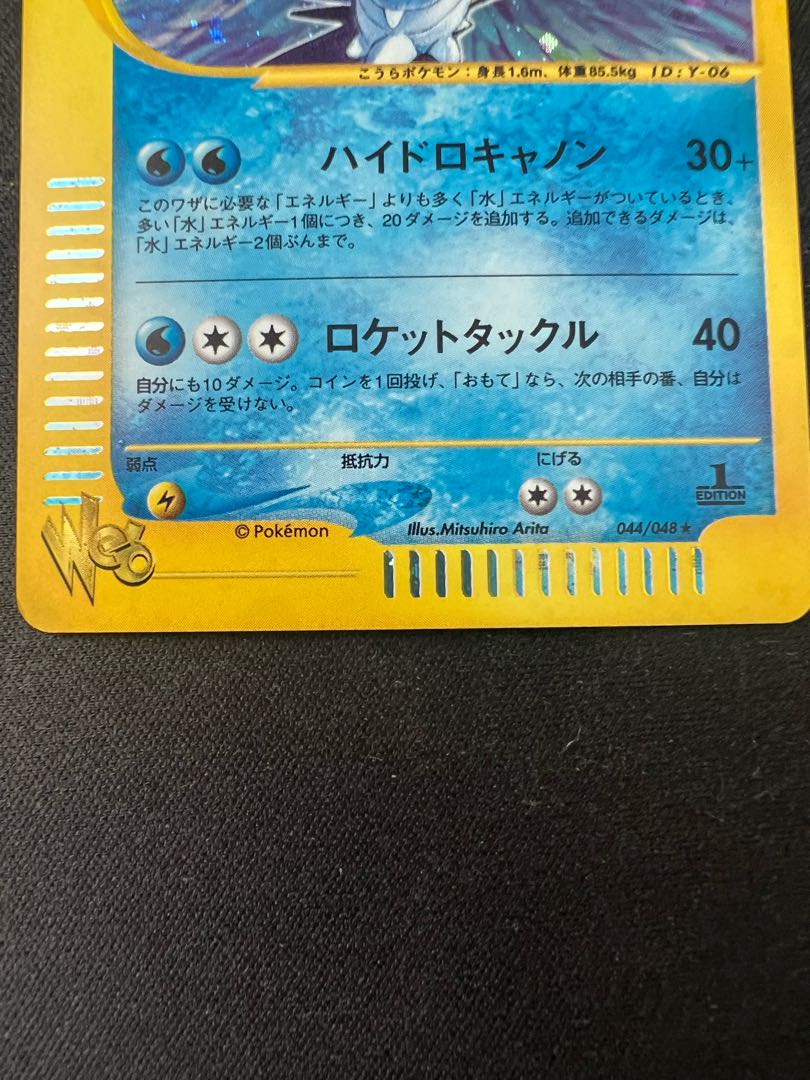 こうらポケモン：身長1.6m、体重85.5kg ID：Y-06
ハイドロキャノン 30+
このワザに必要な「エネルギー」よりも多く「水」エネルギーがついているとき、
多い「水」エネルギー1個につき、20ダメージを追加する。追加できるダメージは、
「水」エネルギー2個ぶんまで。
ロケットタックル 40
自分にも10ダメージ。コインを1回投げ、「おもて」なら、次の相手の番、自分は
ダメージを受けない。
弱点 抵抗力 にげる
1
EDITION
Web
© Pokémon Illus.Mitsuhiro Arita 044/048★